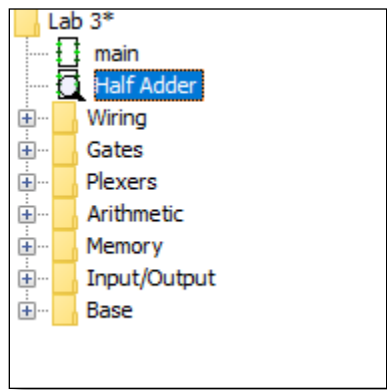 Lab 3*
main
Half Adder
Wiring
Gates
Plexers
Arithmetic
Memory
Input/Output
Base